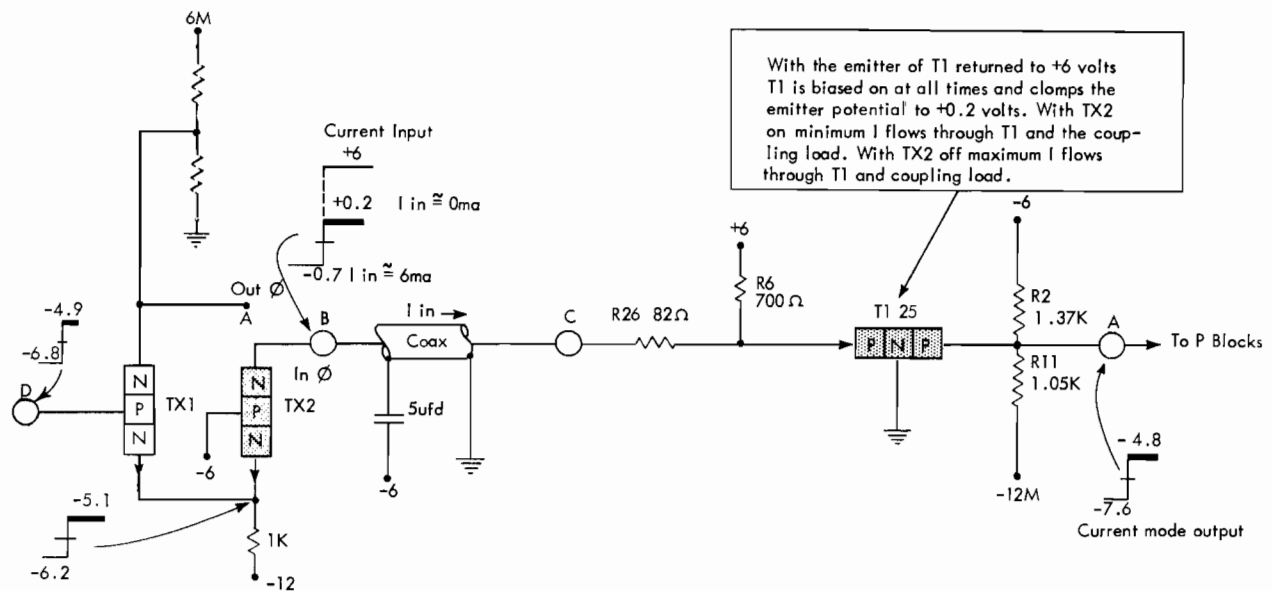 6M
With the emitter of T1 returned to +6 volts
T1 is biased on at all times and clomps the
emitter potential to +0.2 volts. With TX2
on minimum I flows through T1 and the coup-
ling load. With TX2 off maximum I flows
through T1 and coupling load.
Current Input
+6
+0.2 I in ≅ 0ma
-0.7 I in ≅ 6ma
Out Ø
A
B
In Ø
I in
Coax
5ufd
-6
C
R26 82Ω
+6
R6
700 Ω
T1 25
P N P
-6
R2
1.37K
A
To P Blocks
R11
1.05K
-12M
- 4.8
-7.6
Current mode output
-4.9
-6.8
D
N
P
N
TX1
N
P
N
TX2
-6
-5.1
-6.2
1K
-12